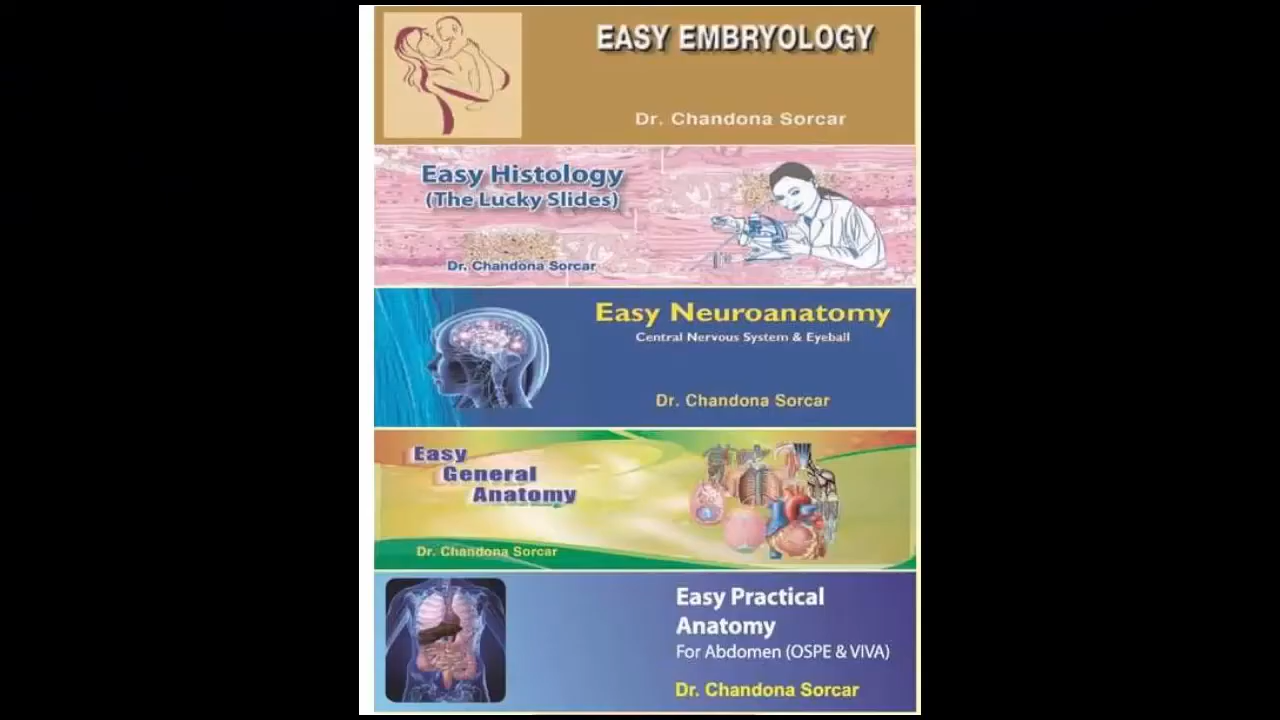 EASY EMBRYOLOGY
Dr. Chandona Sorcar
Easy Histology
(The Lucky Slides)
Dr. Chandona Sorcar
Easy Neuroanatomy
Central Nervous System & Eyeball
Dr. Chandona Sorcar
Easy
General
Anatomy
Dr. Chandona Sorcar
Easy Practical
Anatomy
For Abdomen (OSPE & VIVA)
Dr. Chandona Sorcar